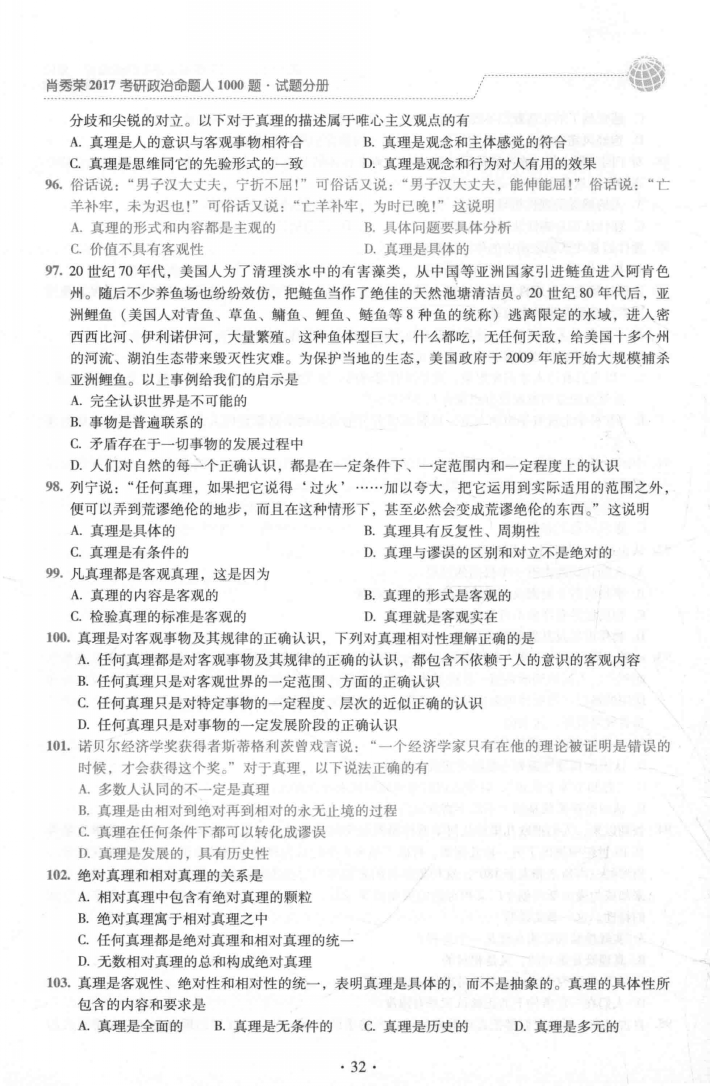 肖秀荣2017考研政治命题人1000题·试题分册
分歧和尖锐的对立。以下对于真理的描述属于唯心主义观点的有
A. 真理是人的意识与客观事物相符合 B. 真理是观念和主体感觉的符合
C. 真理是思维同它的先验形式的一致 D. 真理是观念和行为对人有用的效果
96. 俗话说：“男子汉大丈夫，宁折不屈！”可俗话又说：“男子汉大丈夫，能伸能屈！”俗话说：“亡
羊补牢，未为迟也！”可俗话又说：“亡羊补牢，为时已晚！”这说明
A. 真理的形式和内容都是主观的 B. 具体问题要具体分析
C. 价值不具有客观性 D. 真理是具体的
97. 20世纪70年代，美国人为了清理淡水中的有害藻类，从中国等亚洲国家引进鲢鱼进入阿肯色
州。随后不少养鱼场也纷纷效仿，把鲢鱼当作了绝佳的天然池塘清洁员。20世纪80年代后，亚
洲鲤鱼（美国人对青鱼、草鱼、鳙鱼、鲤鱼、鲢鱼等8种鱼的统称）逃离限定的水域，进入密
西西比河、伊利诺伊河，大量繁殖。这种鱼体型巨大，什么都吃，无任何天敌，给美国十多个州
的河流、湖泊生态带来毁灭性灾难。为保护当地的生态，美国政府于2009年底开始大规模捕杀
亚洲鲤鱼。以上事例给我们的启示是
A. 完全认识世界是不可能的
B. 事物是普遍联系的
C. 矛盾存在于一切事物的发展过程中
D. 人们对自然的每一个正确认识，都是在一定条件下、一定范围内和一定程度上的认识
98. 列宁说：“任何真理，如果把它说得‘过火’……加以夸大，把它运用到实际适用的范围之外，
便可以弄到荒谬绝伦的地步，而且在这种情形下，甚至必然会变成荒谬绝伦的东西。”这说明
A. 真理是具体的 B. 真理具有反复性、周期性
C. 真理是有条件的 D. 真理与谬误的区别和对立不是绝对的
99. 凡真理都是客观真理，这是因为
A. 真理的内容是客观的 B. 真理的形式是客观的
C. 检验真理的标准是客观的 D. 真理就是客观实在
100. 真理是对客观事物及其规律的正确认识，下列对真理相对性理解正确的是
A. 任何真理都是对客观事物及其规律的正确的认识，都包含不依赖于人的意识的客观内容
B. 任何真理只是对客观世界的一定范围、方面的正确认识
C. 任何真理只是对特定事物的一定程度、层次的近似正确的认识
D. 任何真理只是对事物的一定发展阶段的正确认识
101. 诺贝尔经济学奖获得者斯蒂格利茨曾戏言说：“一个经济学家只有在他的理论被证明是错误的
时候，才会获得这个奖。”对于真理，以下说法正确的有
A. 多数人认同的不一定是真理
B. 真理是由相对到绝对再到相对的永无止境的过程
C. 真理在任何条件下都可以转化成谬误
D. 真理是发展的，具有历史性
102. 绝对真理和相对真理的关系是
A. 相对真理中包含有绝对真理的颗粒
B. 绝对真理寓于相对真理之中
C. 任何真理都是绝对真理和相对真理的统一
D. 无数相对真理的总和构成绝对真理
103. 真理是客观性、绝对性和相对性的统一，表明真理是具体的，而不是抽象的。真理的具体性所
包含的内容和要求是
A. 真理是全面的 B. 真理是无条件的 C. 真理是历史的 D. 真理是多元的
· 32 ·